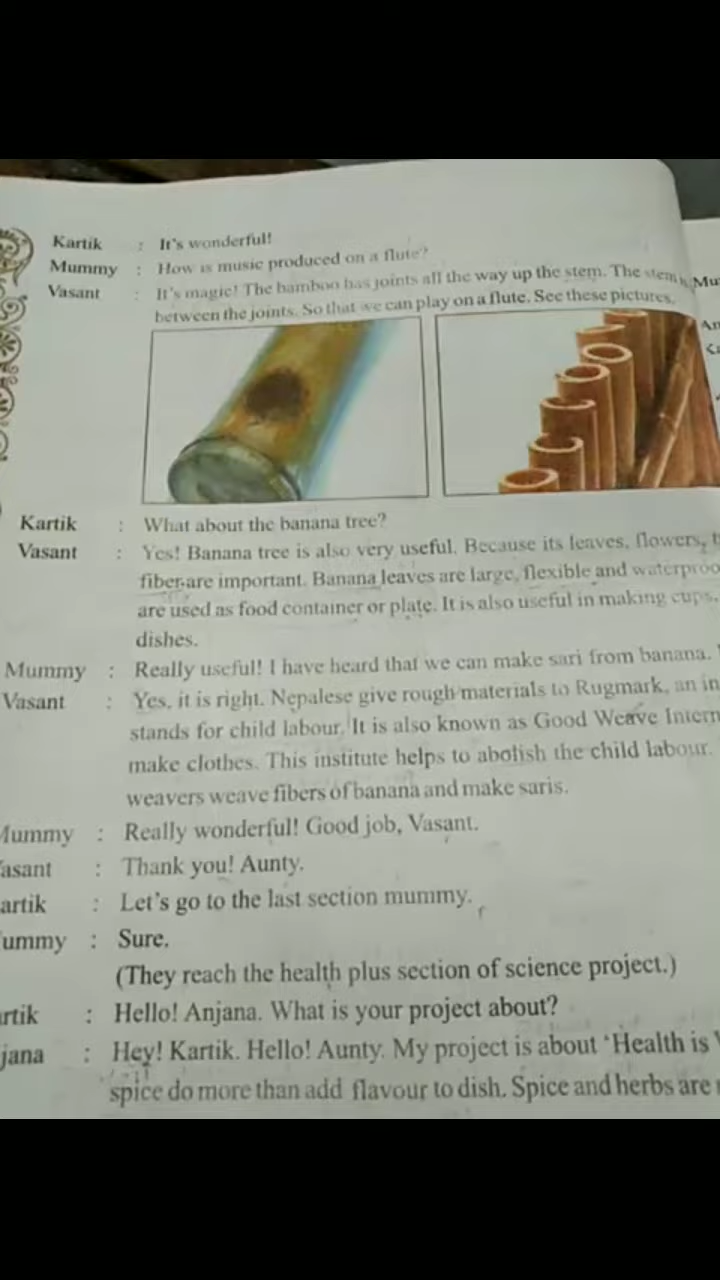 Kartik : It's wonderful!
Mummy : How is music produced on a flute?
Vasant : It's magic! The bamboo has joints all the way up the stem. The stem
between the joints. So that we can play on a flute. See these pictures.
Kartik : What about the banana tree?
Vasant : Yes! Banana tree is also very useful. Because its leaves, flowers,
fiber are important. Banana leaves are large, flexible and waterproo
are used as food container or plate. It is also useful in making cups,
dishes.
Mummy : Really useful! I have heard that we can make sari from banana.
Vasant : Yes, it is right. Nepalese give rough materials to Rugmark, an in
stands for child labour. It is also known as Good Weave Intern
make clothes. This institute helps to abolish the child labour.
weavers weave fibers of banana and make saris.
Mummy : Really wonderful! Good job, Vasant.
asant : Thank you! Aunty.
artik : Let's go to the last section mummy.
ummy : Sure.
(They reach the health plus section of science project.)
rtik : Hello! Anjana. What is your project about?
jana : Hey! Kartik. Hello! Aunty. My project is about 'Health is
spice do more than add flavour to dish. Spice and herbs are
Mu